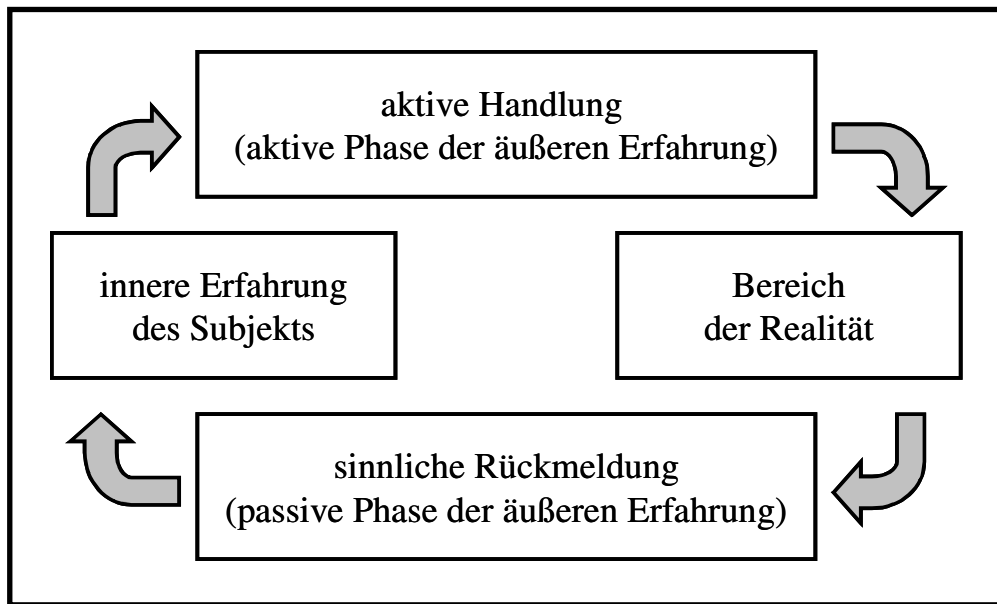 aktive Handlung
(aktive Phase der äußeren Erfahrung)
innere Erfahrung
des Subjekts
Bereich
der Realität
sinnliche Rückmeldung
(passive Phase der äußeren Erfahrung)